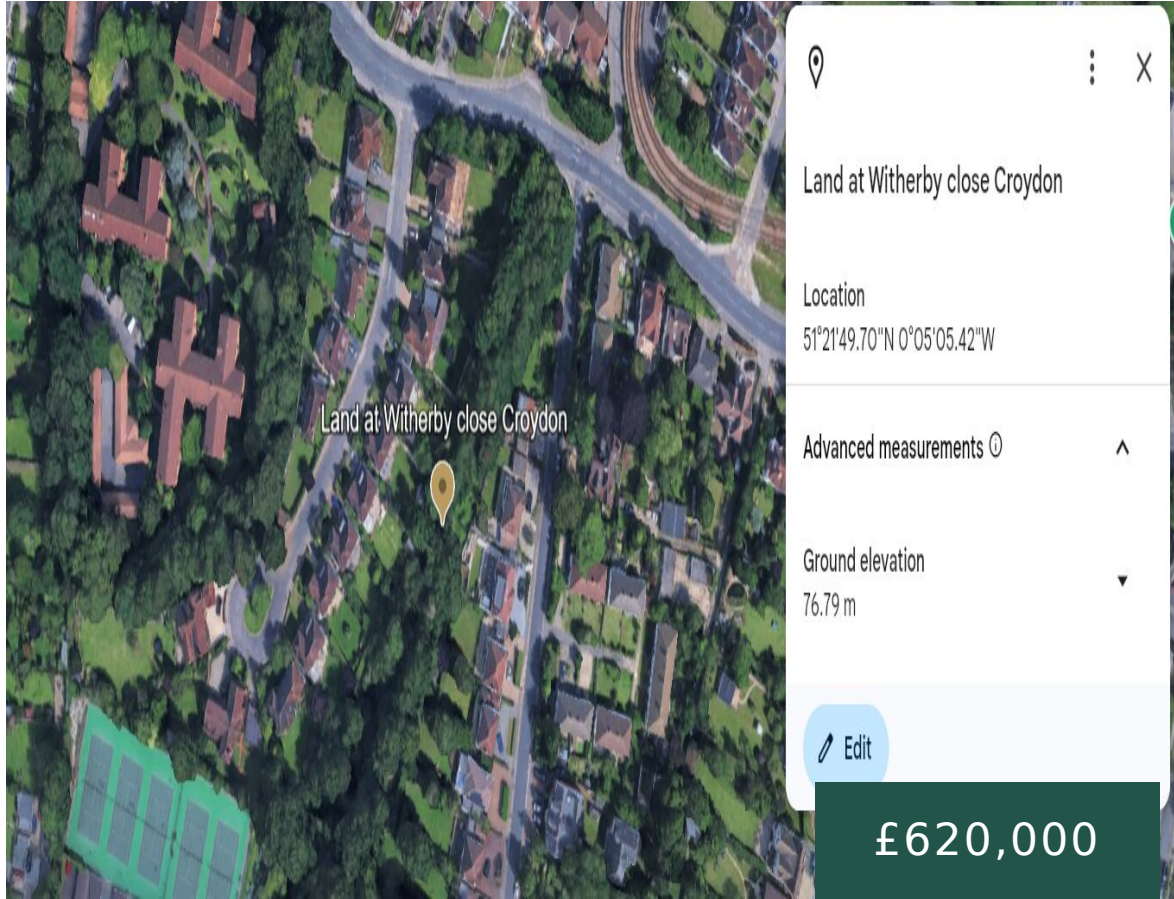 Land at Witherby close Croydon
Land at Witherby close Croydon
Location
51°21'49.70"N 0°05'05.42"W
Advanced measurements
Ground elevation
76.79 m
Edit
£620,000